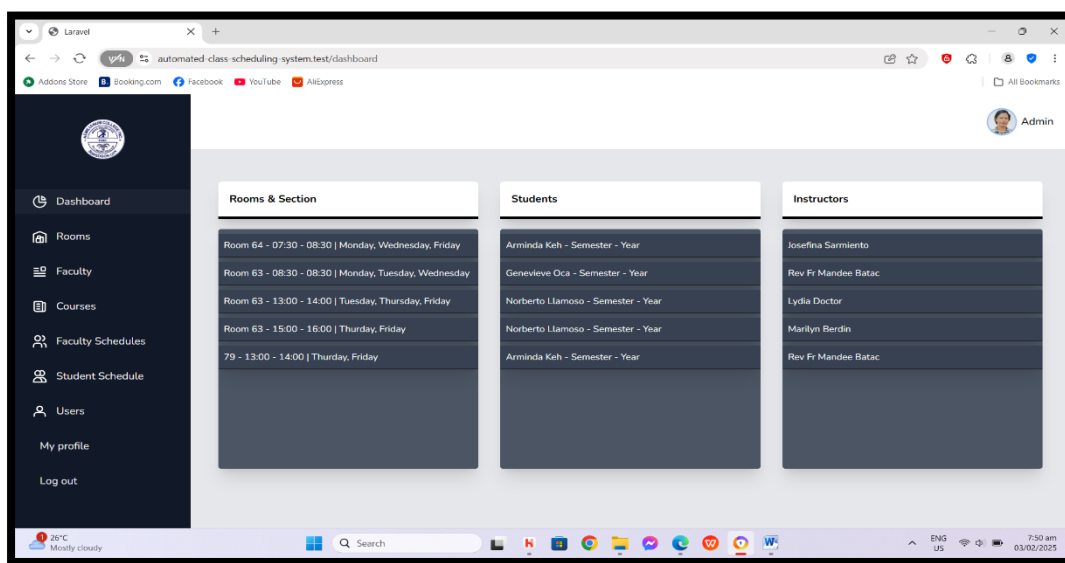 Laravel
VPN
automated-class-scheduling-system.test/dashboard
Addons Store
B. Booking.com
Facebook
YouTube
AliExpress
All Bookmarks
Admin
Dashboard
Rooms
Faculty
Courses
Faculty Schedules
Student Schedule
Users
My profile
Log out
Rooms & Section
Room 64 - 07:30 - 08:30 | Monday, Wednesday, Friday
Room 63 - 08:30 - 08:30 | Monday, Tuesday, Wednesday
Room 63 - 13:00 - 14:00 | Tuesday, Thursday, Friday
Room 63 - 15:00 - 16:00 | Thurday, Friday
79 - 13:00 - 14:00 | Thurday, Friday
Students
Arminda Keh - Semester - Year
Genevieve Oca - Semester - Year
Norberto Llamoso - Semester - Year
Norberto Llamoso - Semester - Year
Arminda Keh - Semester - Year
Instructors
Josefina Sarmiento
Rev Fr Mandee Batac
Lydia Doctor
Marilyn Berdin
Rev Fr Mandee Batac
1
26°C
Mostly cloudy
Search
ENG
US
7:50 am
03/02/2025